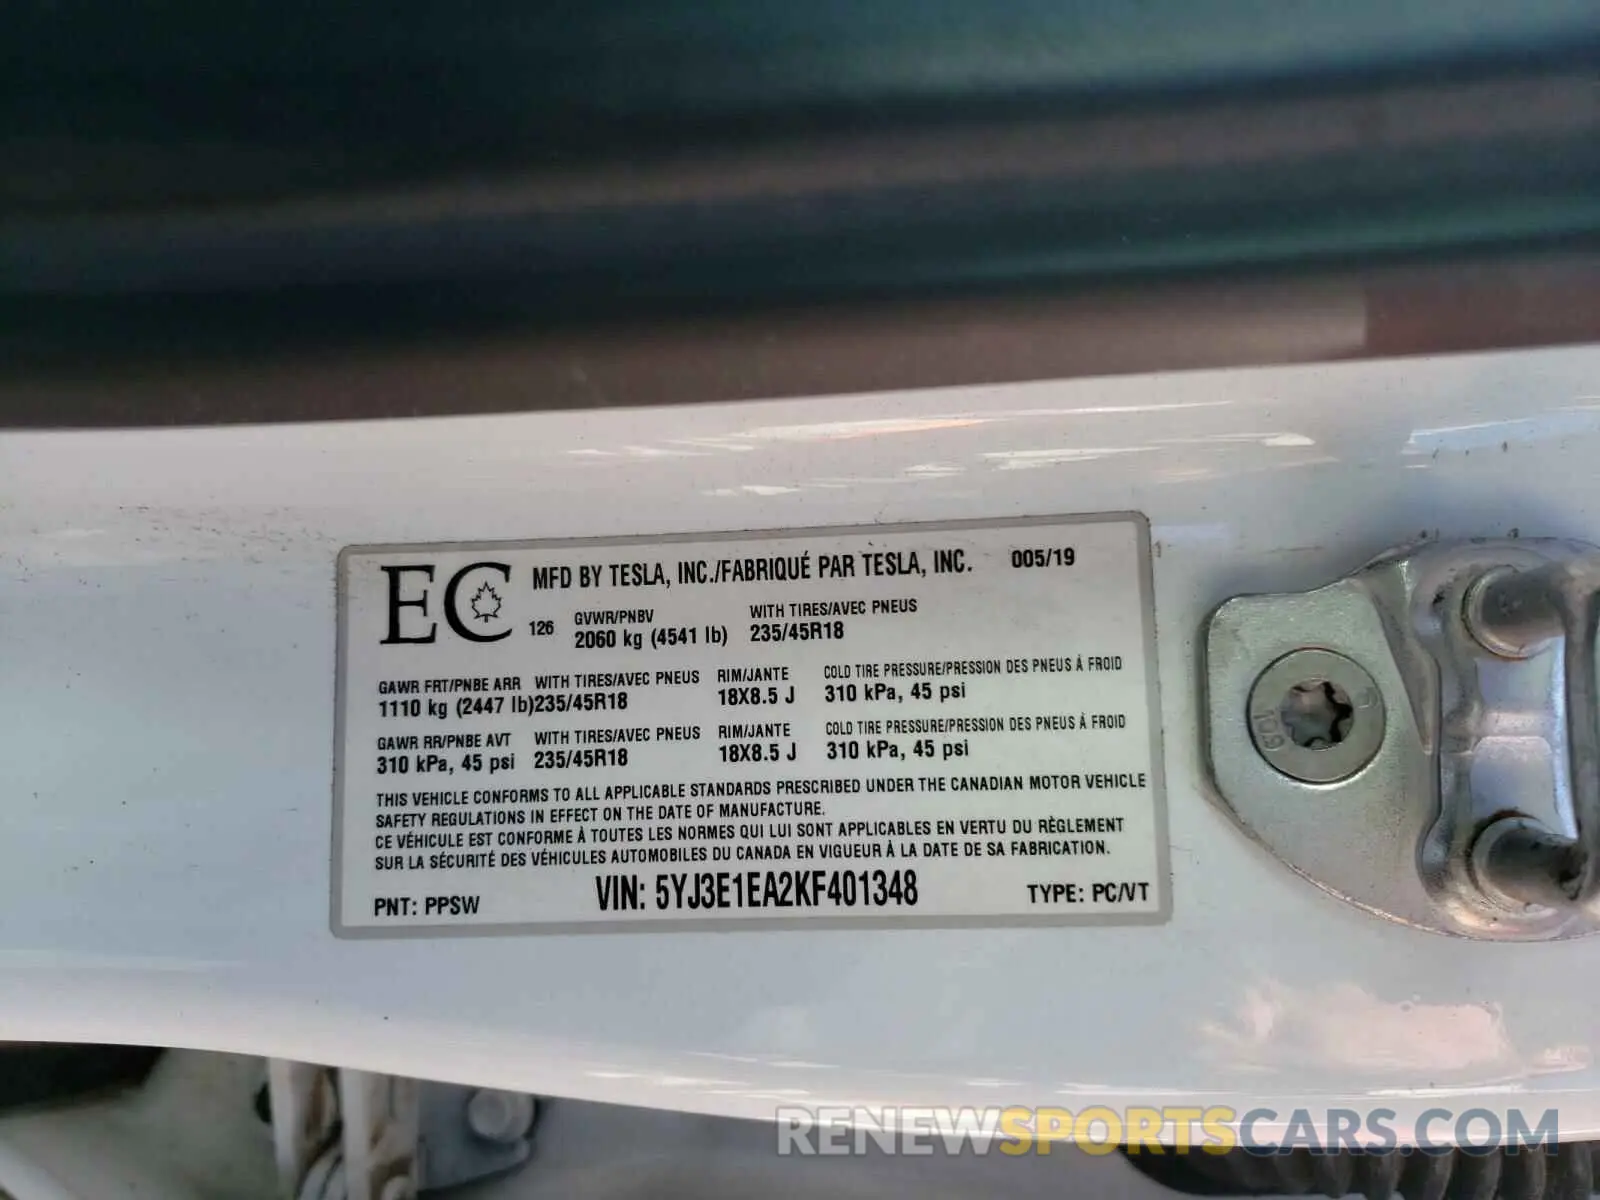 EC MFD BY TESLA, INC./FABRIQUÉ PAR TESLA, INC. 005/19
126 GVWR/PNBV WITH TIRES/AVEC PNEUS
2060 kg (4541 lb) 235/45R18
GAWR FRT/PNBE ARR WITH TIRES/AVEC PNEUS RIM/JANTE COLD TIRE PRESSURE/PRESSION DES PNEUS À FROID
1110 kg (2447 lb)235/45R18 18X8.5 J 310 kPa, 45 psi
GAWR RR/PNBE AVT WITH TIRES/AVEC PNEUS RIM/JANTE COLD TIRE PRESSURE/PRESSION DES PNEUS À FROID
310 kPa, 45 psi 235/45R18 18X8.5 J 310 kPa, 45 psi
THIS VEHICLE CONFORMS TO ALL APPLICABLE STANDARDS PRESCRIBED UNDER THE CANADIAN MOTOR VEHICLE
SAFETY REGULATIONS IN EFFECT ON THE DATE OF MANUFACTURE.
CE VÉHICULE EST CONFORME À TOUTES LES NORMES QUI LUI SONT APPLICABLES EN VERTU DU RÈGLEMENT
SUR LA SÉCURITÉ DES VÉHICULES AUTOMOBILES DU CANADA EN VIGUEUR À LA DATE DE SA FABRICATION.
PNT: PPSW VIN: 5YJ3E1EA2KF401348 TYPE: PC/VT
RENEWSPORTSCARS.COM